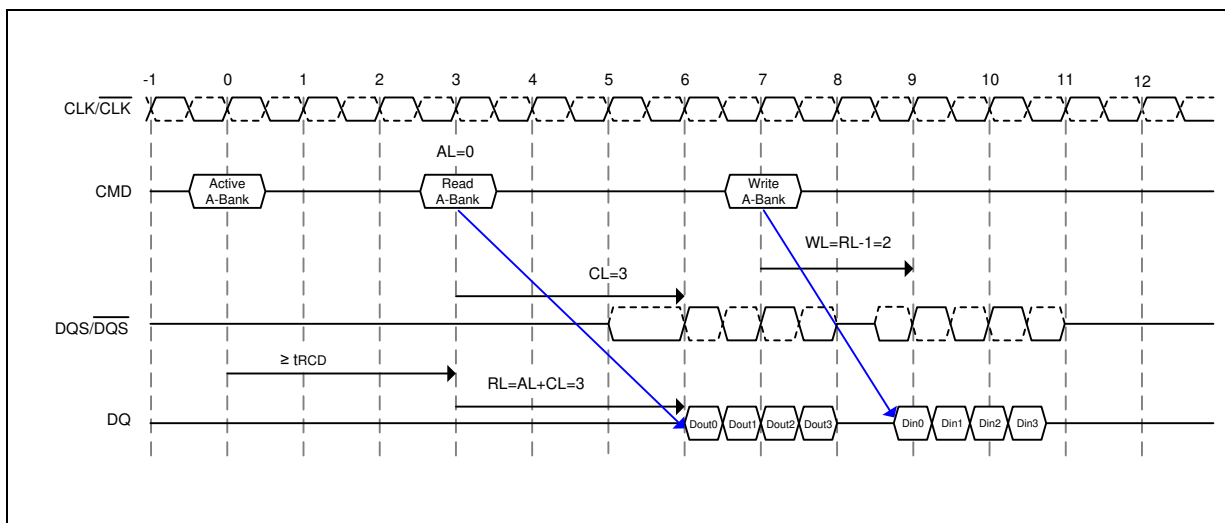 -1 0 1 2 3 4 5 6 7 8 9 10 11 12
CLK/CLK
AL=0
CMD
Active
A-Bank
Read
A-Bank
Write
A-Bank
WL=RL-1=2
CL=3
DQS/DQS
≥ tRCD
RL=AL+CL=3
DQ
Dout0 Dout1 Dout2 Dout3 Din0 Din1 Din2 Din3